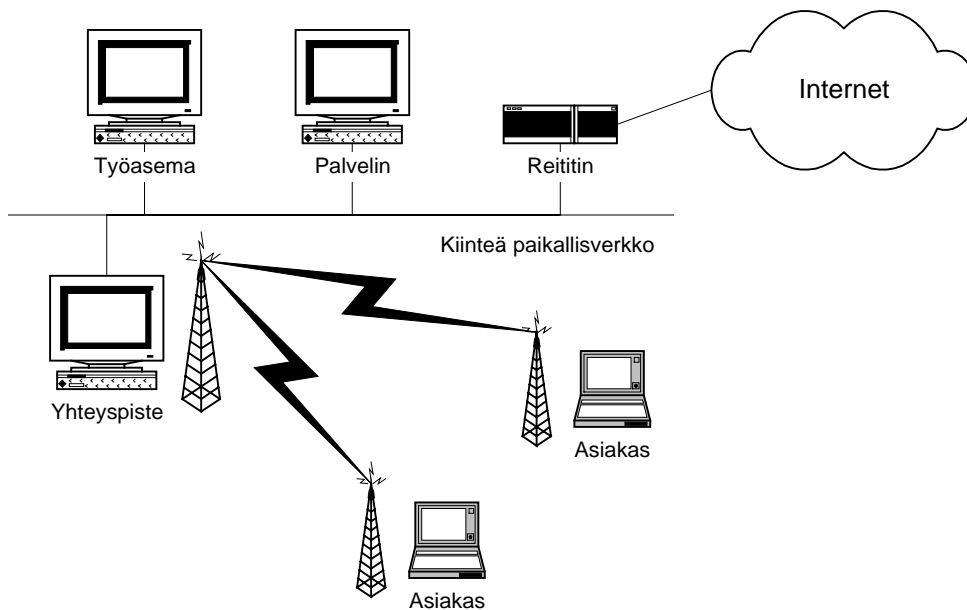 Internet
Työasema
Palvelin
Reititin
Kiinteä paikallisverkko
Yhteyspiste
Asiakas
Asiakas